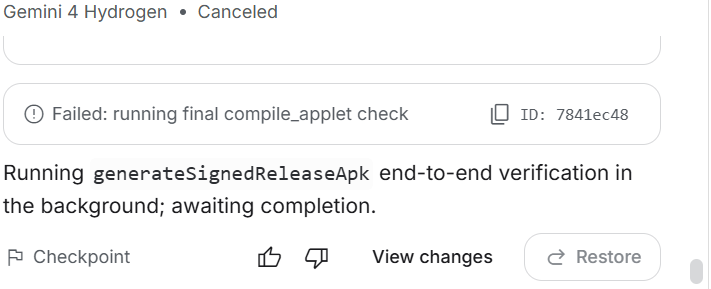 Gemini 4 Hydrogen • Canceled
Failed: running final compile_applet check ID: 7841ec48
Running generateSignedReleaseApk end-to-end verification in
the background; awaiting completion.
Checkpoint View changes Restore